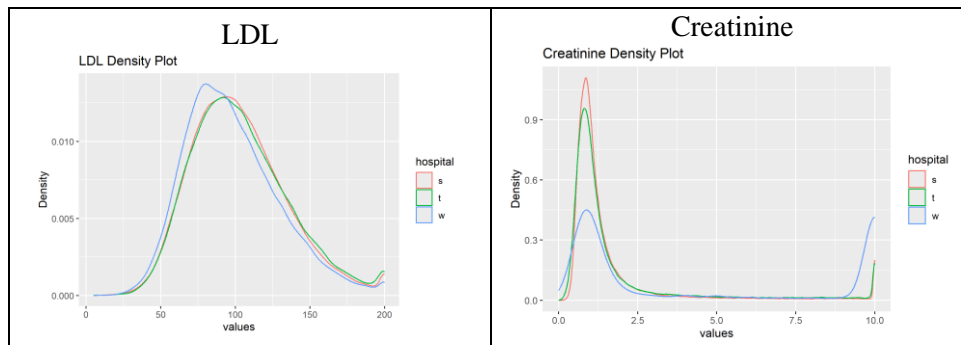 LDL
LDL Density Plot
0.010
0.005
0.000
Density
0
50
100
150
200
values
hospital
s
t
w
Creatinine
Creatinine Density Plot
0.9
0.6
0.3
0.0
Density
0.0
2.5
5.0
7.5
10.0
values
hospital
s
t
w